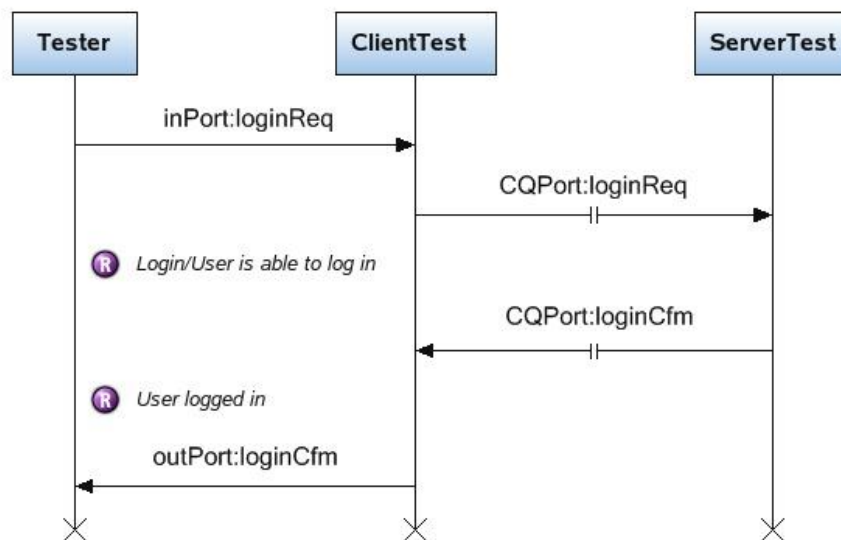 Tester
ClientTest
ServerTest
inPort:loginReq
CQPort:loginReq
R Login/User is able to log in
CQPort:loginCfm
R User logged in
outPort:loginCfm